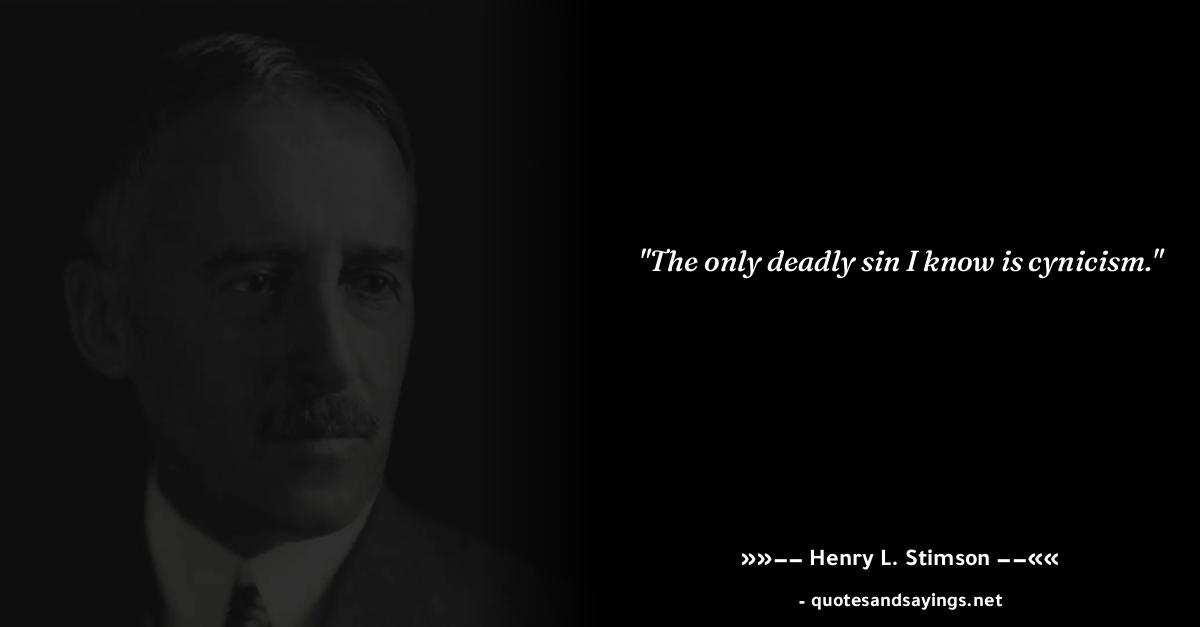 "The only deadly sin I know is cynicism."
»»−− Henry L. Stimson −−««
- quotesandsayings.net